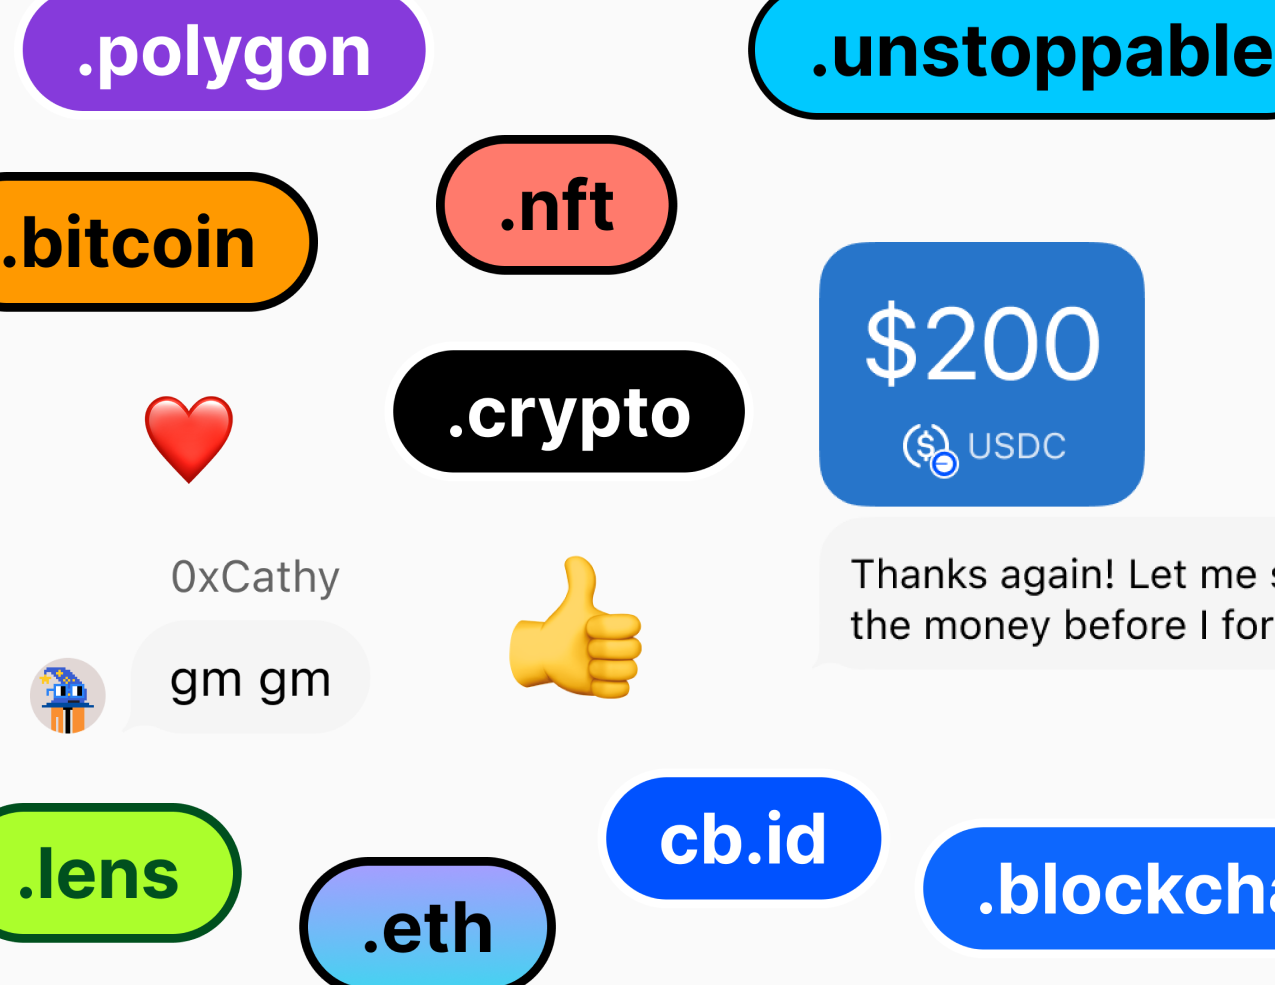 .polygon
.unstoppable
.nft
.bitcoin
$200
USDC
.crypto
0xCathy
gm gm
Thanks again! Let me
the money before I
cb.id
.lens
.eth